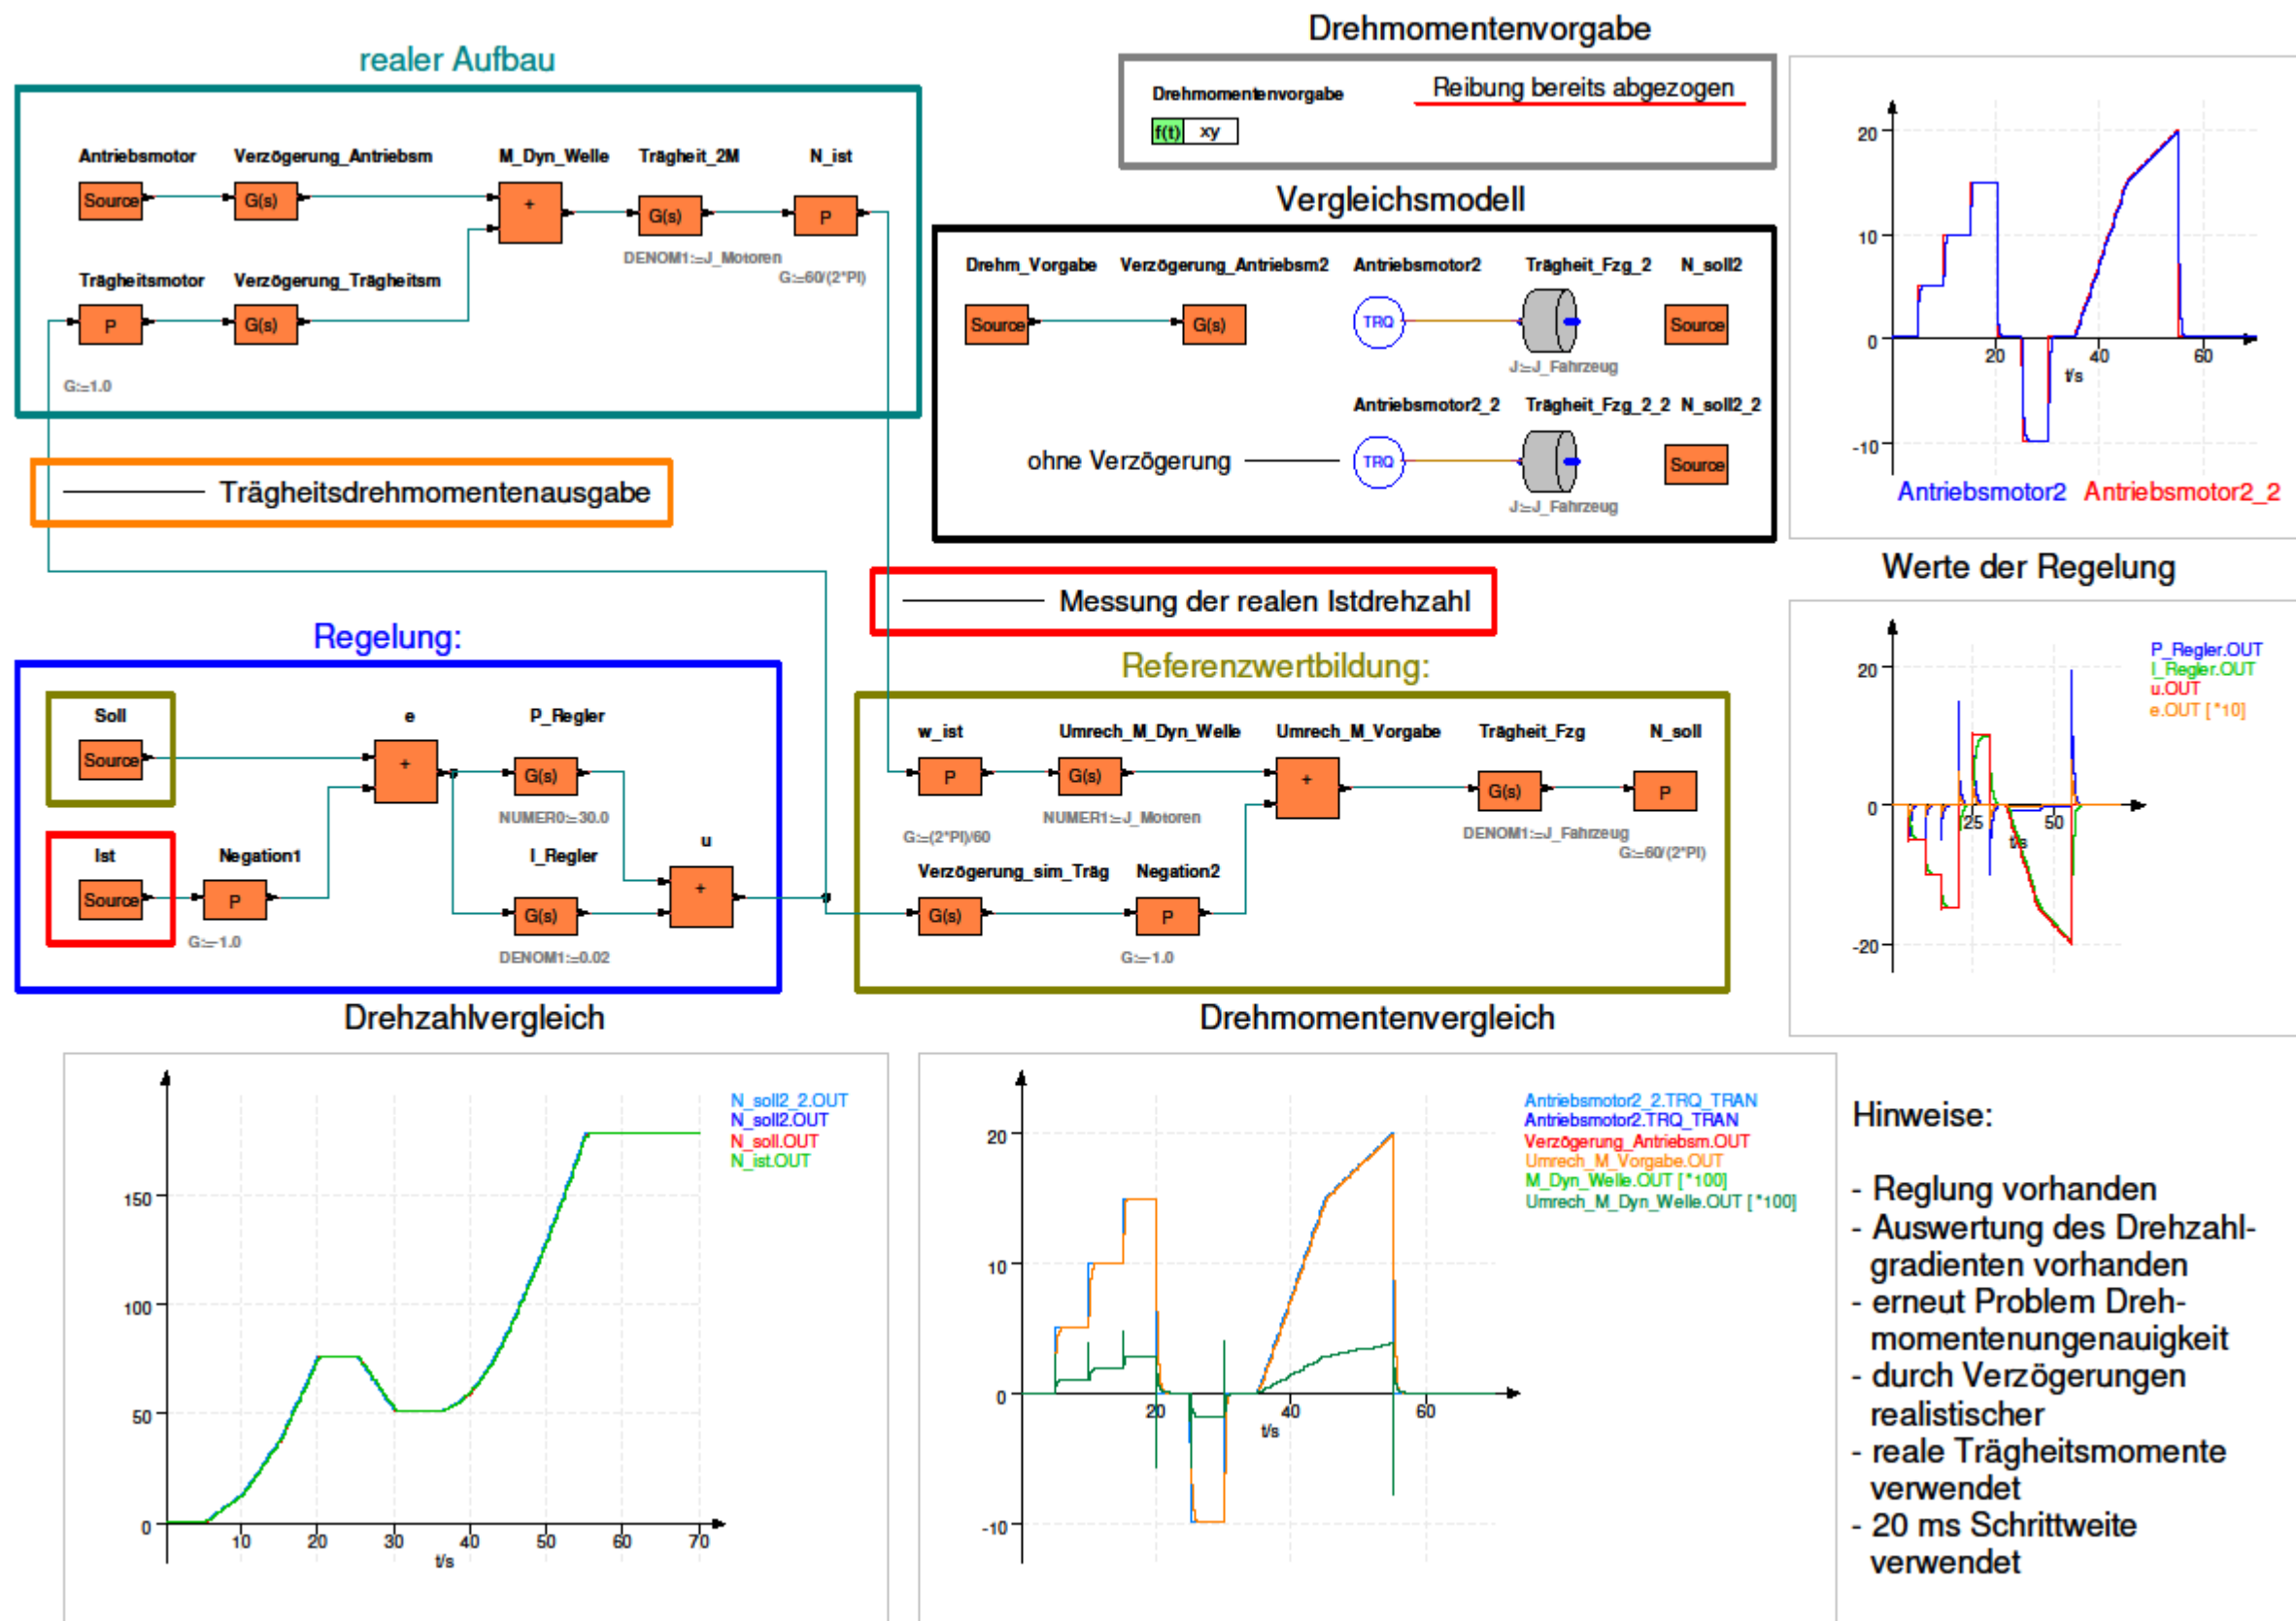 Drehmomentenvorgabe
realer Aufbau
Drehmomentenvorgabe
Reibung bereits abgezogen
f(t) xy
Antriebsmotor Verzögerung_Antriebsm M_Dyn_Welle Trägheit_2M N_ist
Source G(s) + G(s) P
DENOM1:=J_Motoren
G:=60/(2*PI)
Trägheitsmotor Verzögerung_Trägheitsm
P G(s)
G:=1.0
Vergleichsmodell
Drehm_Vorgabe Verzögerung_Antriebsm2 Antriebsmotor2 Trägheit_Fzg_2 N_soll2
Source G(s) TRQ Source
J:=J_Fahrzeug
Antriebsmotor2_2 Trägheit_Fzg_2_2 N_soll2_2
ohne Verzögerung TRQ Source
J:=J_Fahrzeug
20
10
0
-10
20 40 60
t/s
Antriebsmotor2 Antriebsmotor2_2
Trägheitsdrehmomentenausgabe
Messung der realen Istdrehzahl
Werte der Regelung
P_Regler.OUT
I_Regler.OUT
u.OUT
e.OUT [ *10]
20
0
-20
25 50
t/s
Regelung:
Soll e P_Regler
Source + G(s)
NUMER0:=30.0
Ist Negation1 I_Regler u
Source P G(s) +
G:=-1.0
DENOM1:=0.02
Referenzwertbildung:
w_ist Umrech_M_Dyn_Welle Umrech_M_Vorgabe Trägheit_Fzg N_soll
P G(s) + G(s) P
G:=(2*PI)/60
NUMER1:=J_Motoren
DENOM1:=J_Fahrzeug
G:=60/(2*PI)
Verzögerung_sim_Träg Negation2
G(s) P
G:=-1.0
Drehzahlvergleich
N_soll2_2.OUT
N_soll2.OUT
N_soll.OUT
N_ist.OUT
150
100
50
0
10 20 30 40 50 60 70
t/s
Drehmomentenvergleich
Antriebsmotor2_2.TRQ_TRAN
Antriebsmotor2.TRQ_TRAN
Verzögerung_Antriebsm.OUT
Umrech_M_Vorgabe.OUT
M_Dyn_Welle.OUT [ *100]
Umrech_M_Dyn_Welle.OUT [ *100]
20
10
0
-10
20 40 60
t/s
Hinweise:
- Reglung vorhanden
- Auswertung des Drehzahl-
gradienten vorhanden
- erneut Problem Dreh-
momentenungenauigkeit
- durch Verzögerungen
realistischer
- reale Trägheitsmomente
verwendet
- 20 ms Schrittweite
verwendet